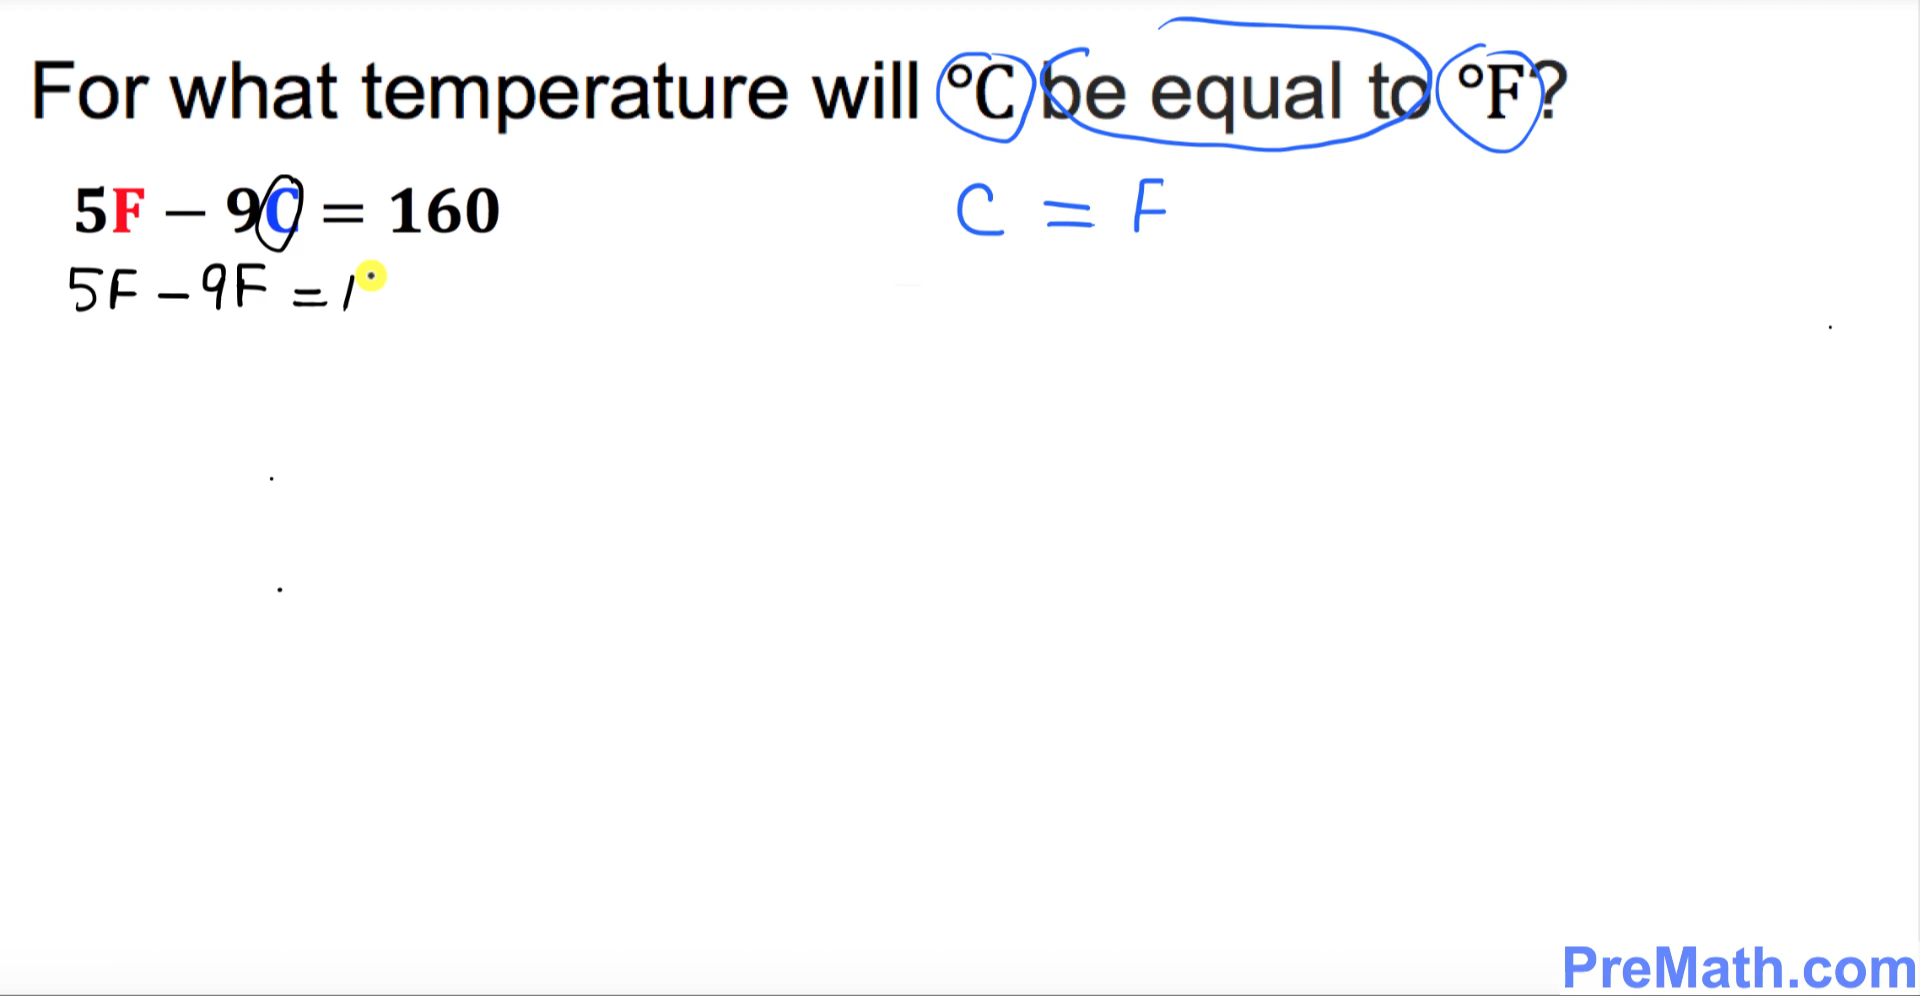 For what temperature will °C be equal to °F?
5F – 9C = 160
C = F
5F – 9F = 1
PreMath.com